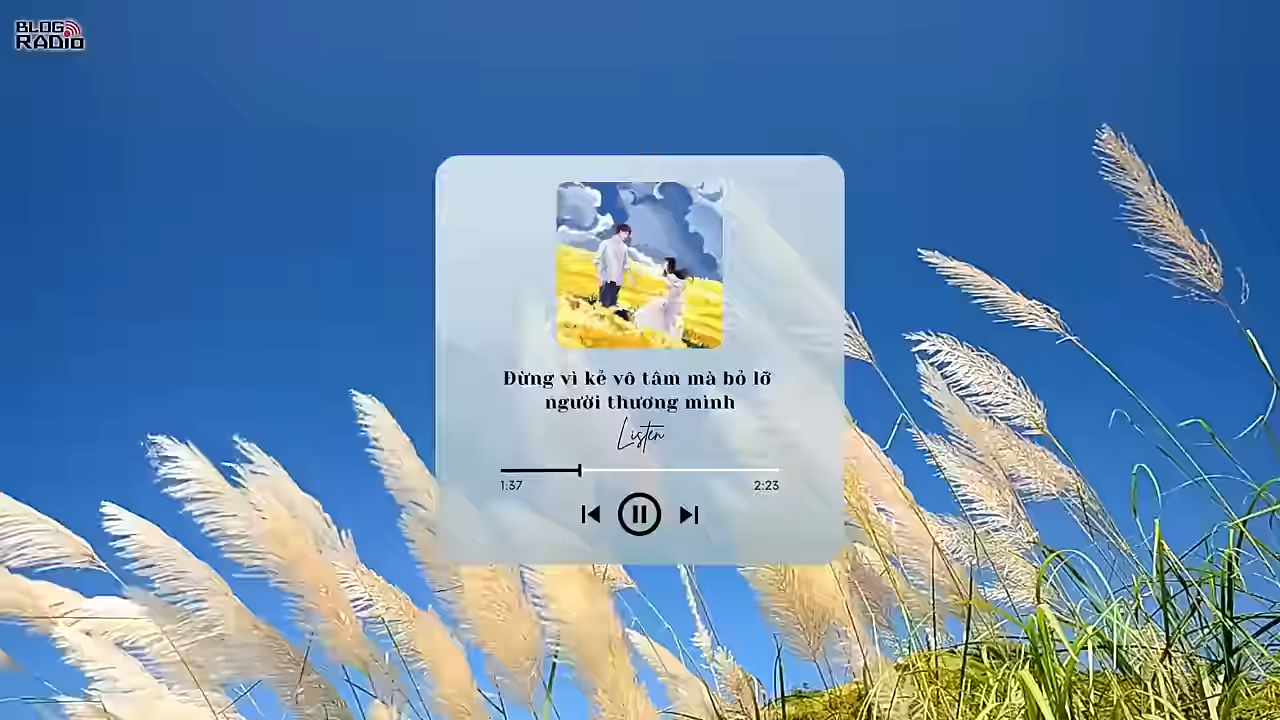 BLOG
RADIO
Đừng vì kẻ vô tâm mà bỏ lỡ
người thương mình
Listen
1:37 2:23